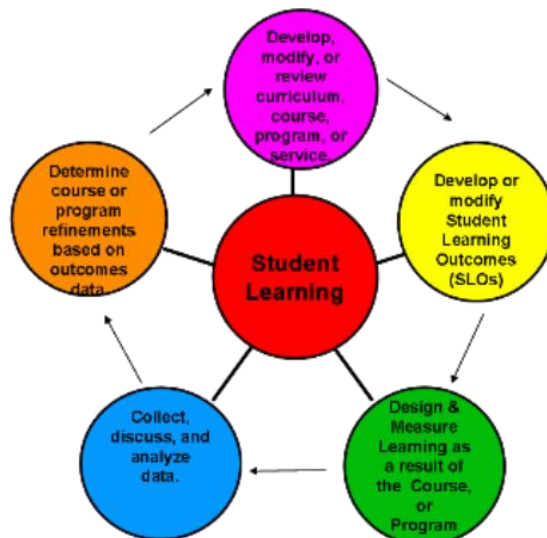 Develop,
modify, or
review
curriculum,
course,
program, or
service.
Develop or
modify
Student
Learning
Outcomes
(SLOs)
Design &
Measure
Learning as
a result of
the Course,
or
Program
Collect,
discuss, and
analyze
data.
Determine
course or
program
refinements
based on
outcomes
data.
Student
Learning